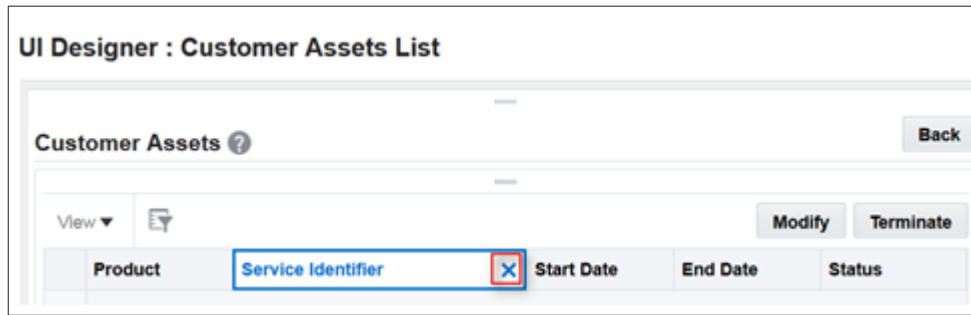 UI Designer : Customer Assets List
Customer Assets ?
Back
View
Modify Terminate
Product Service Identifier Start Date End Date Status